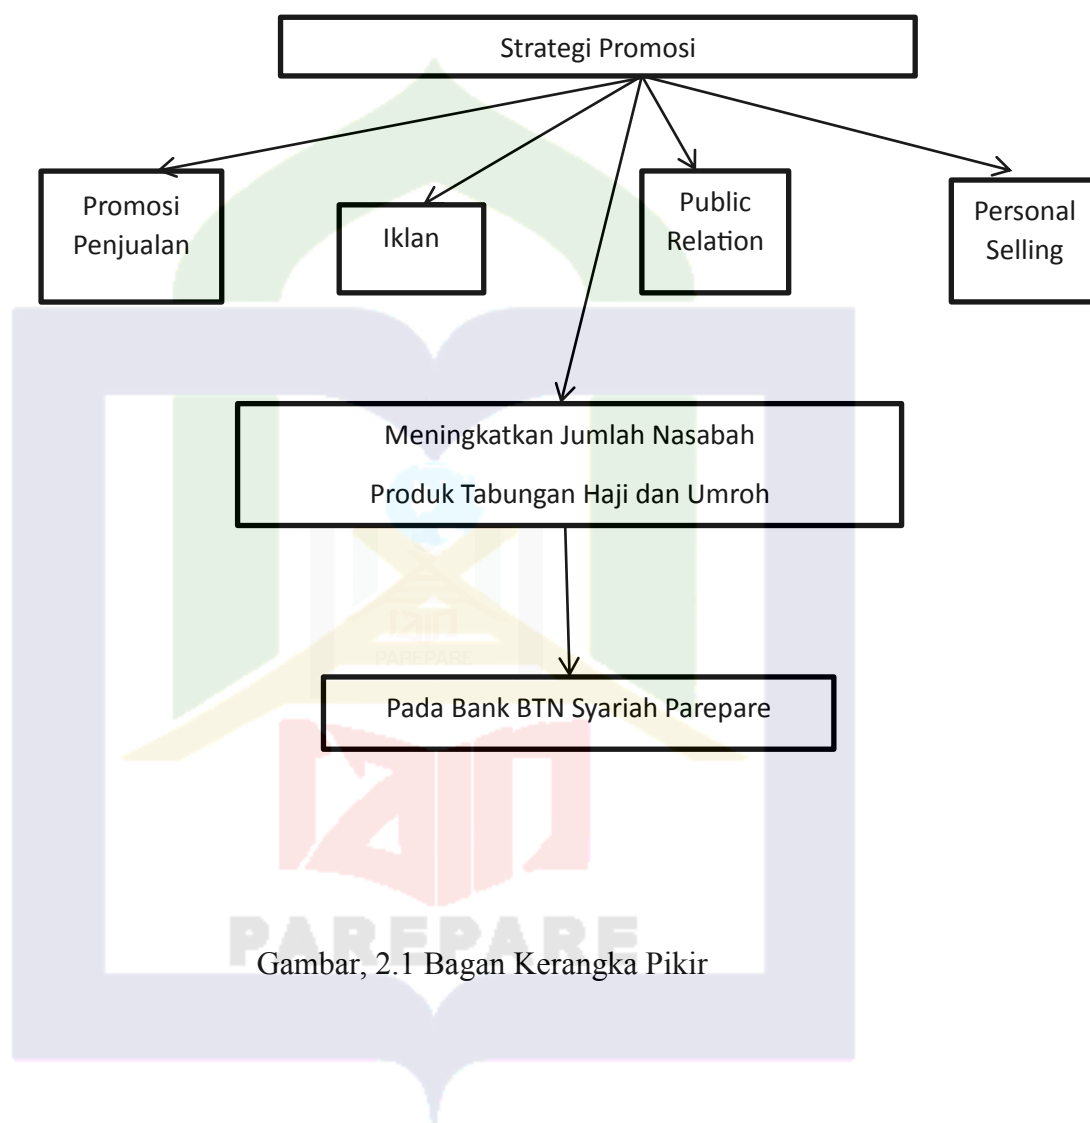 Strategi Promosi
Promosi
Penjualan
Iklan
Public
Relation
Personal
Selling
Meningkatkan Jumlah Nasabah
Produk Tabungan Haji dan Umroh
PAREPARE
Pada Bank BTN Syariah Parepare
PAREPARE
Gambar, 2.1 Bagan Kerangka Pikir